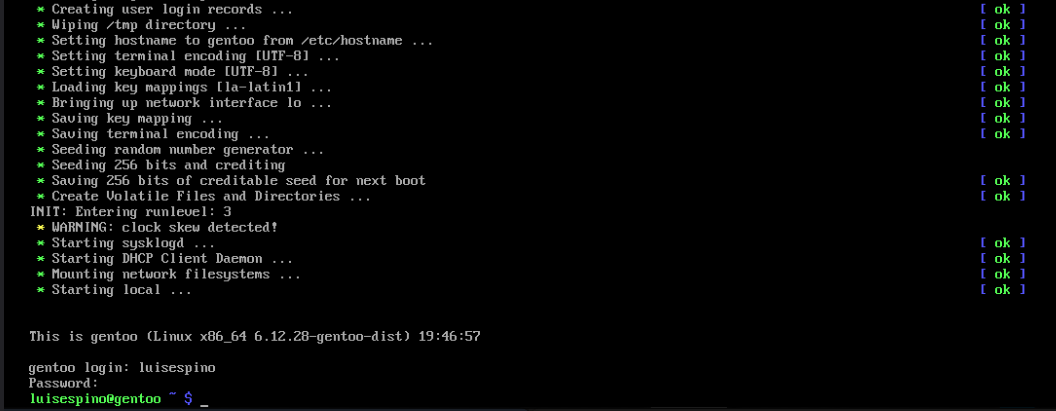 * Creating user login records ... [ ok ]
* Wiping /tmp directory ... [ ok ]
* Setting hostname to gentoo from /etc/hostname ... [ ok ]
* Setting terminal encoding [UTF-8] ... [ ok ]
* Setting keyboard mode [UTF-8] ... [ ok ]
* Loading key mappings [la-latin1] ... [ ok ]
* Bringing up network interface lo ... [ ok ]
* Saving key mapping ... [ ok ]
* Saving terminal encoding ... [ ok ]
* Seeding random number generator ...
* Seeding 256 bits and crediting
* Saving 256 bits of creditable seed for next boot [ ok ]
* Create Volatile Files and Directories ... [ ok ]
INIT: Entering runlevel: 3
* WARNING: clock skew detected!
* Starting sysklogd ... [ ok ]
* Starting DHCP Client Daemon ... [ ok ]
* Mounting network filesystems ... [ ok ]
* Starting local ... [ ok ]
This is gentoo (Linux x86_64 6.12.28-gentoo-dist) 19:46:57
gentoo login: luisespino
Password:
luisespino@gentoo ~ $ _